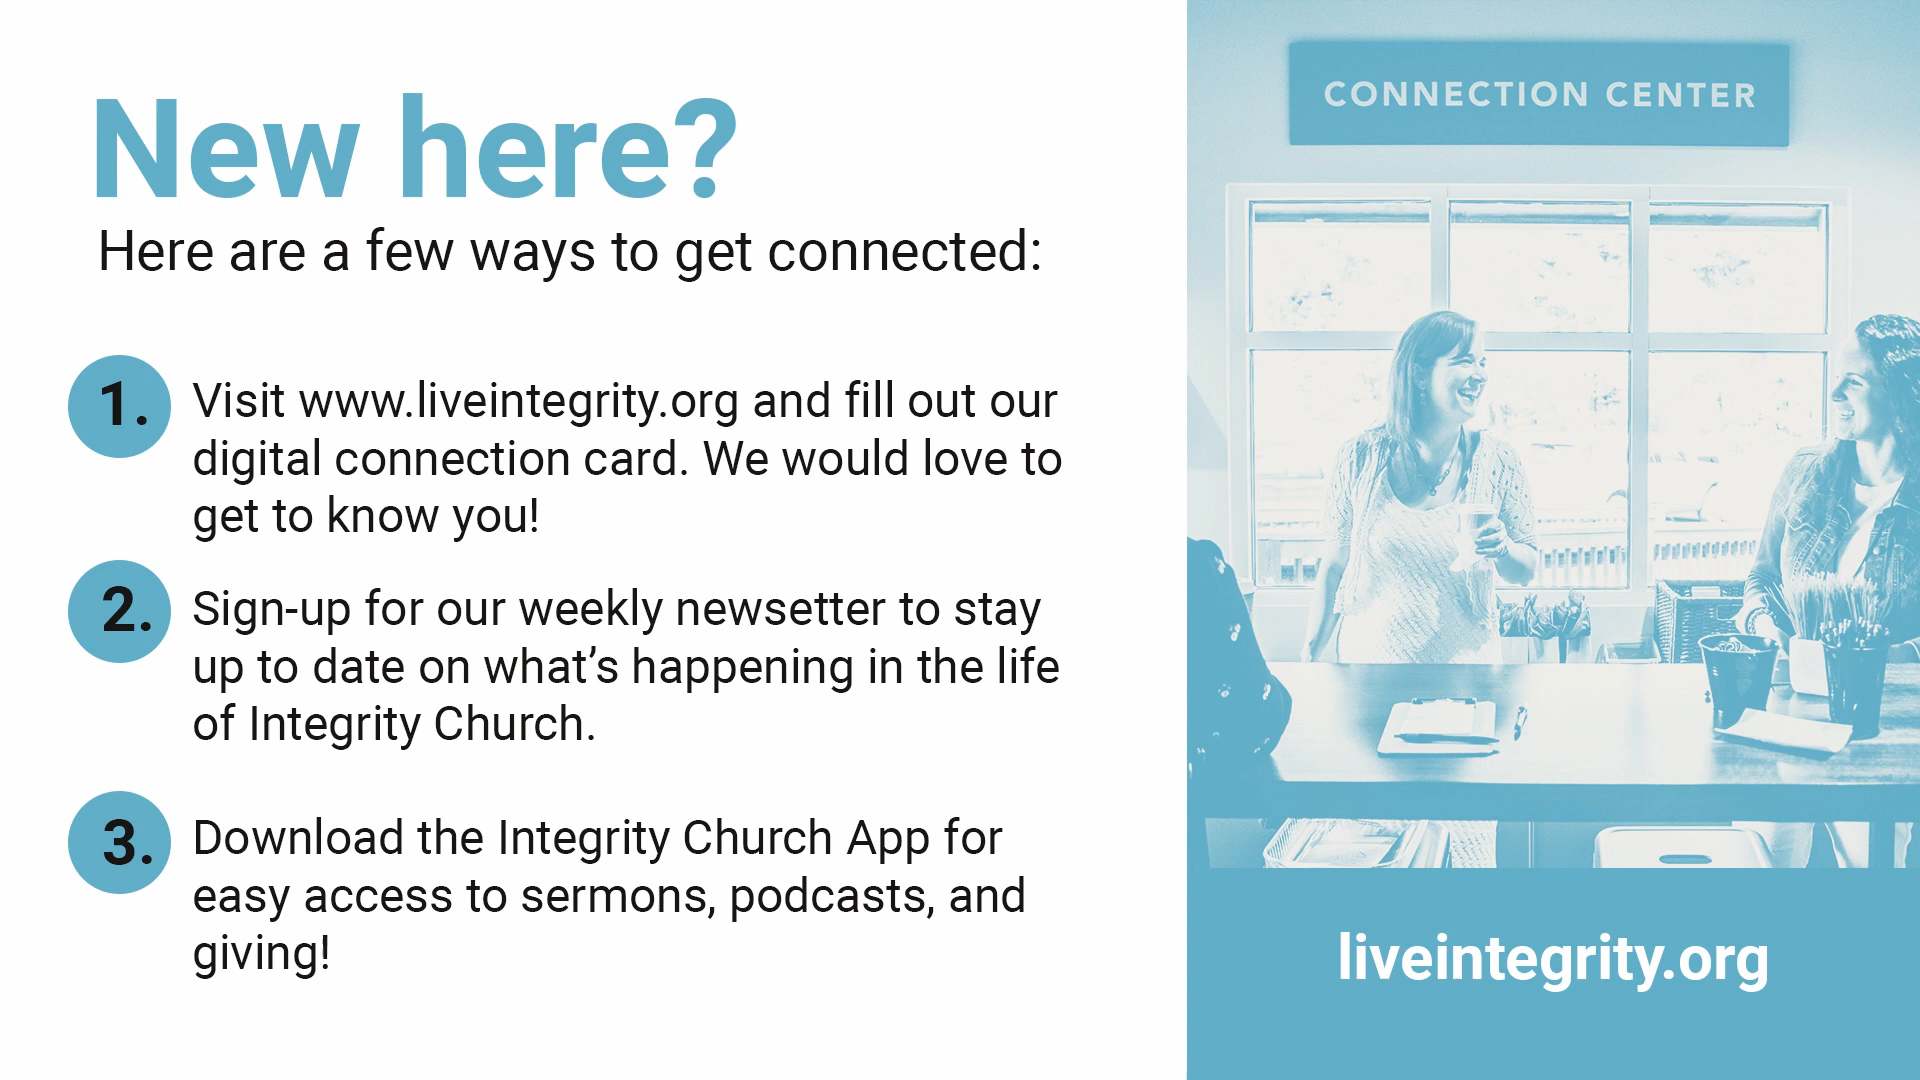 New here?
Here are a few ways to get connected:
1. Visit www.liveintegrity.org and fill out our
digital connection card. We would love to
get to know you!
2. Sign-up for our weekly newsetter to stay
up to date on what’s happening in the life
of Integrity Church.
3. Download the Integrity Church App for
easy access to sermons, podcasts, and
giving!
CONNECTION CENTER
liveintegrity.org